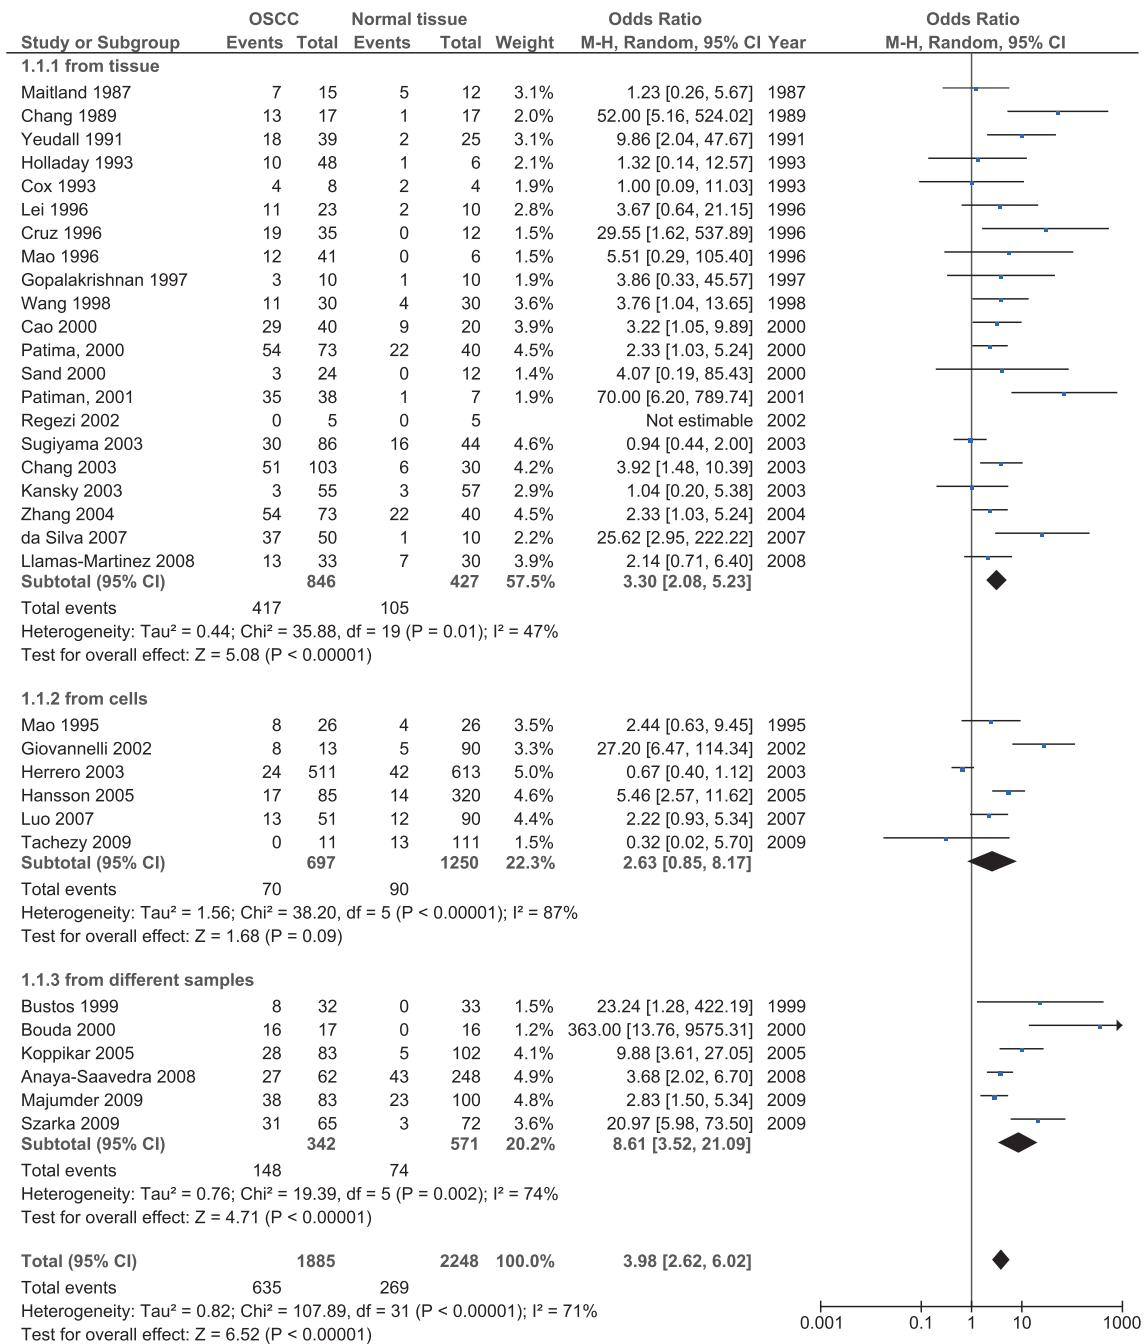 OSCC Normal tissue Odds Ratio Odds Ratio
Study or Subgroup Events Total Events Total Weight M-H, Random, 95% CI Year M-H, Random, 95% CI
1.1.1 from tissue
Maitland 1987 7 15 5 12 3.1% 1.23 [0.26, 5.67] 1987
Chang 1989 13 17 1 17 2.0% 52.00 [5.16, 524.02] 1989
Yeudall 1991 18 39 2 25 3.1% 9.86 [2.04, 47.67] 1991
Holladay 1993 10 48 1 6 2.1% 1.32 [0.14, 12.57] 1993
Cox 1993 4 8 2 4 1.9% 1.00 [0.09, 11.03] 1993
Lei 1996 11 23 2 10 2.8% 3.67 [0.64, 21.15] 1996
Cruz 1996 19 35 0 12 1.5% 29.55 [1.62, 537.89] 1996
Mao 1996 12 41 0 6 1.5% 5.51 [0.29, 105.40] 1996
Gopalakrishnan 1997 3 10 1 10 1.9% 3.86 [0.33, 45.57] 1997
Wang 1998 11 30 4 30 3.6% 3.76 [1.04, 13.65] 1998
Cao 2000 29 40 9 20 3.9% 3.22 [1.05, 9.89] 2000
Patima, 2000 54 73 22 40 4.5% 2.33 [1.03, 5.24] 2000
Sand 2000 3 24 0 12 1.4% 4.07 [0.19, 85.43] 2000
Patiman, 2001 35 38 1 7 1.9% 70.00 [6.20, 789.74] 2001
Regezi 2002 0 5 0 5 Not estimable 2002
Sugiyama 2003 30 86 16 44 4.6% 0.94 [0.44, 2.00] 2003
Chang 2003 51 103 6 30 4.2% 3.92 [1.48, 10.39] 2003
Kansky 2003 3 55 3 57 2.9% 1.04 [0.20, 5.38] 2003
Zhang 2004 54 73 22 40 4.5% 2.33 [1.03, 5.24] 2004
da Silva 2007 37 50 1 10 2.2% 25.62 [2.95, 222.22] 2007
Llamas-Martinez 2008 13 33 7 30 3.9% 2.14 [0.71, 6.40] 2008
Subtotal (95% CI) 846 427 57.5% 3.30 [2.08, 5.23]
Total events 417 105
Heterogeneity: Tau² = 0.44; Chi² = 35.88, df = 19 (P = 0.01); I² = 47%
Test for overall effect: Z = 5.08 (P < 0.00001)
1.1.2 from cells
Mao 1995 8 26 4 26 3.5% 2.44 [0.63, 9.45] 1995
Giovannelli 2002 8 13 5 90 3.3% 27.20 [6.47, 114.34] 2002
Herrero 2003 24 511 42 613 5.0% 0.67 [0.40, 1.12] 2003
Hansson 2005 17 85 14 320 4.6% 5.46 [2.57, 11.62] 2005
Luo 2007 13 51 12 90 4.4% 2.22 [0.93, 5.34] 2007
Tachezy 2009 0 11 13 111 1.5% 0.32 [0.02, 5.70] 2009
Subtotal (95% CI) 697 1250 22.3% 2.63 [0.85, 8.17]
Total events 70 90
Heterogeneity: Tau² = 1.56; Chi² = 38.20, df = 5 (P < 0.00001); I² = 87%
Test for overall effect: Z = 1.68 (P = 0.09)
1.1.3 from different samples
Bustos 1999 8 32 0 33 1.5% 23.24 [1.28, 422.19] 1999
Bouda 2000 16 17 0 16 1.2% 363.00 [13.76, 9575.31] 2000
Koppikar 2005 28 83 5 102 4.1% 9.88 [3.61, 27.05] 2005
Anaya-Saavedra 2008 27 62 43 248 4.9% 3.68 [2.02, 6.70] 2008
Majumder 2009 38 83 23 100 4.8% 2.83 [1.50, 5.34] 2009
Szarka 2009 31 65 3 72 3.6% 20.97 [5.98, 73.50] 2009
Subtotal (95% CI) 342 571 20.2% 8.61 [3.52, 21.09]
Total events 148 74
Heterogeneity: Tau² = 0.76; Chi² = 19.39, df = 5 (P = 0.002); I² = 74%
Test for overall effect: Z = 4.71 (P < 0.00001)
Total (95% CI) 1885 2248 100.0% 3.98 [2.62, 6.02]
Total events 635 269
Heterogeneity: Tau² = 0.82; Chi² = 107.89, df = 31 (P < 0.00001); I² = 71%
Test for overall effect: Z = 6.52 (P < 0.00001)
0.001 0.1 1 10 1000